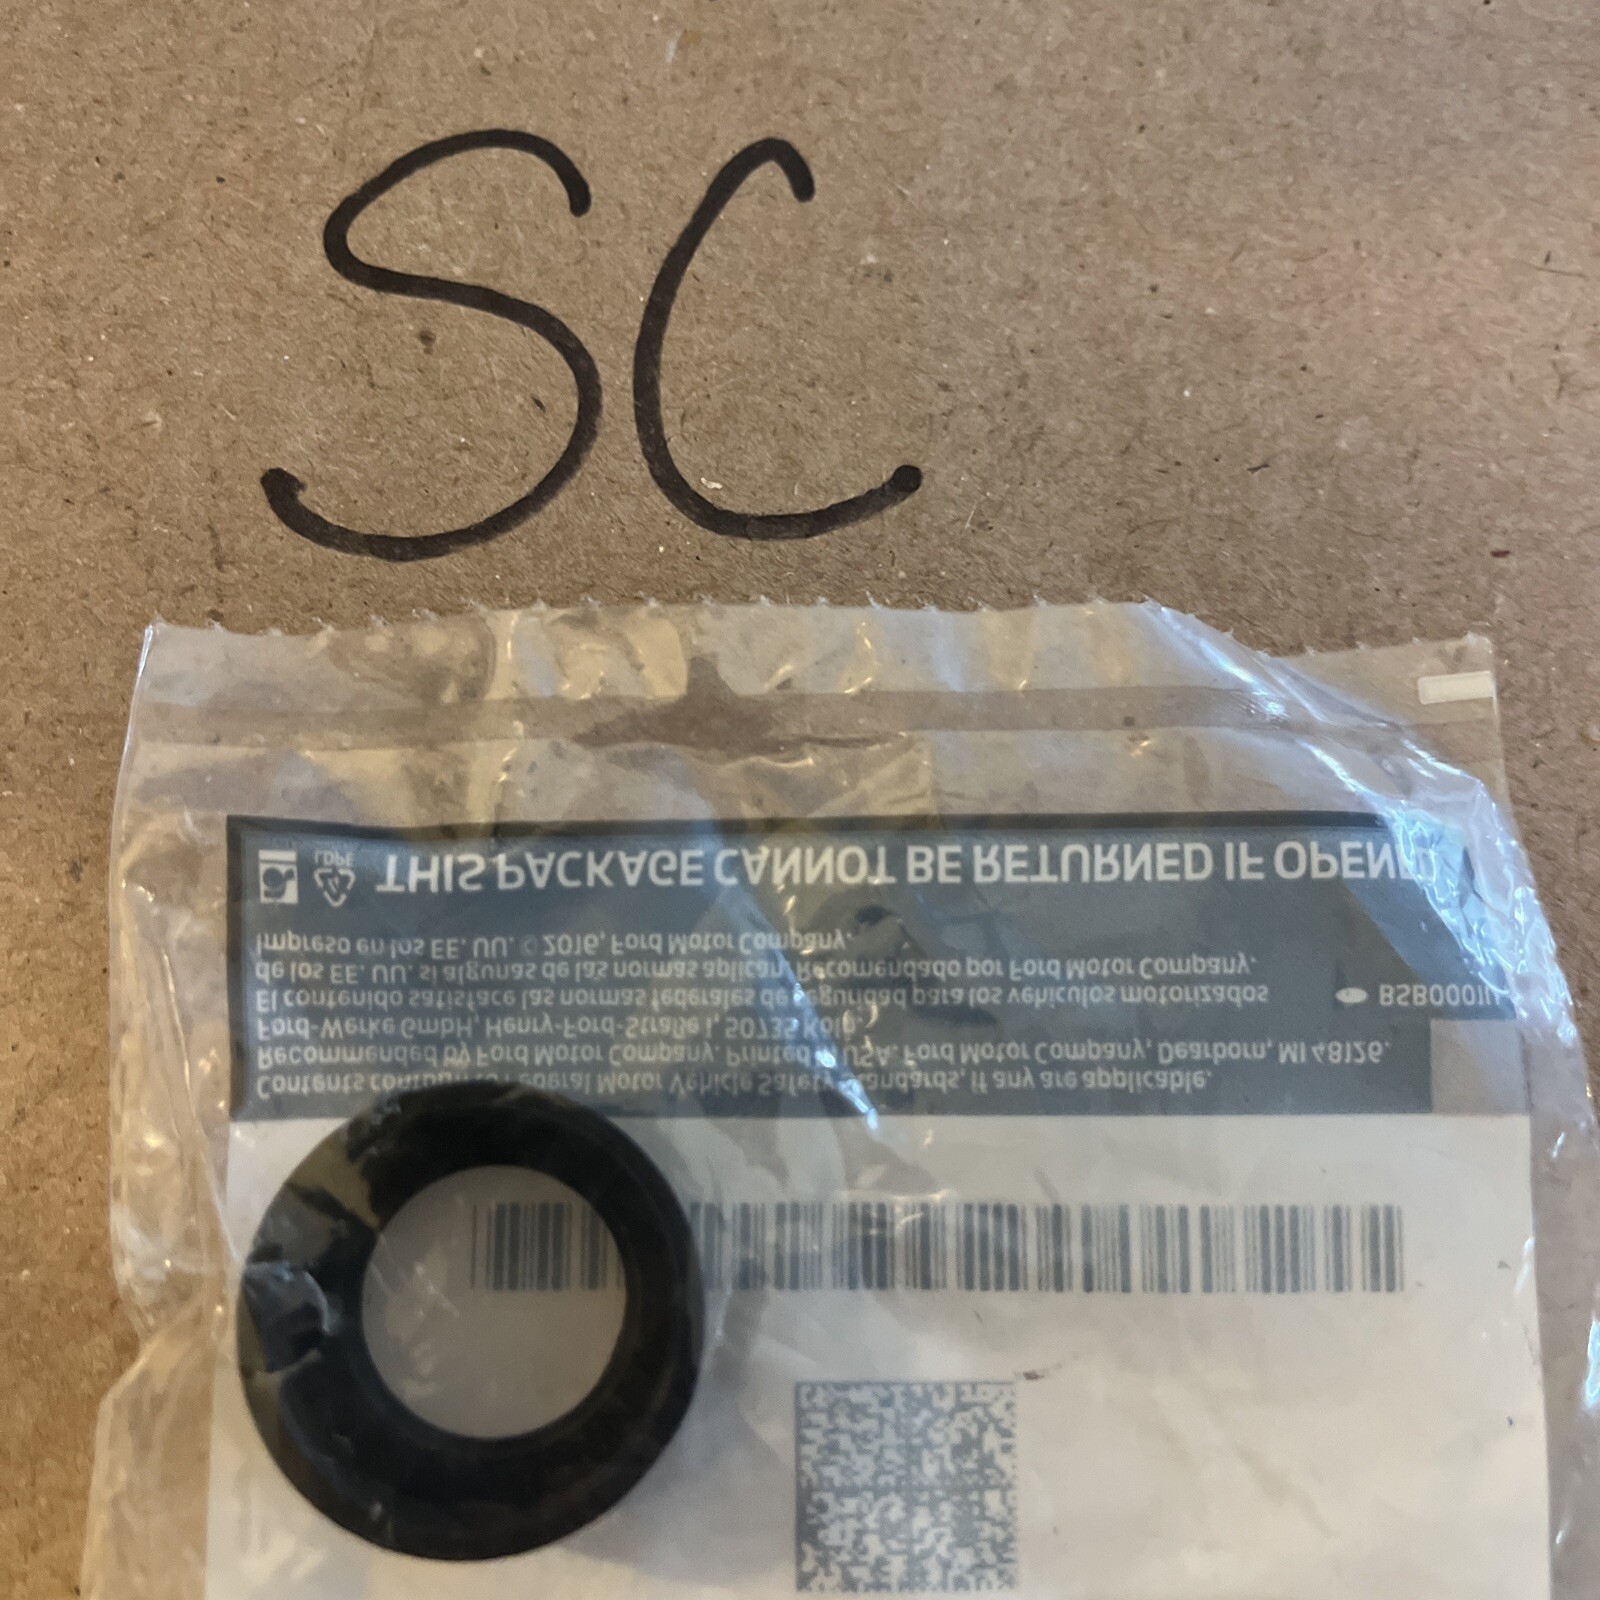 SC
Contents conform to Federal Motor Vehicle Safety Standards, if any are applicable.
Recommended by Ford Motor Company. Printed in USA. Ford Motor Company, Dearborn, MI 48126.
Ford-Werke GmbH, Henry-Ford-Straße 1, 50735 Köln.
El contenido satisface las normas federales de seguridad para los vehículos motorizados
de los EE. UU. si algunas de las normas aplican. Recomendado por Ford Motor Company.
Impreso en los EE. UU. © 2016, Ford Motor Company.
LDPE
THIS PACKAGE CANNOT BE RETURNED IF OPENED